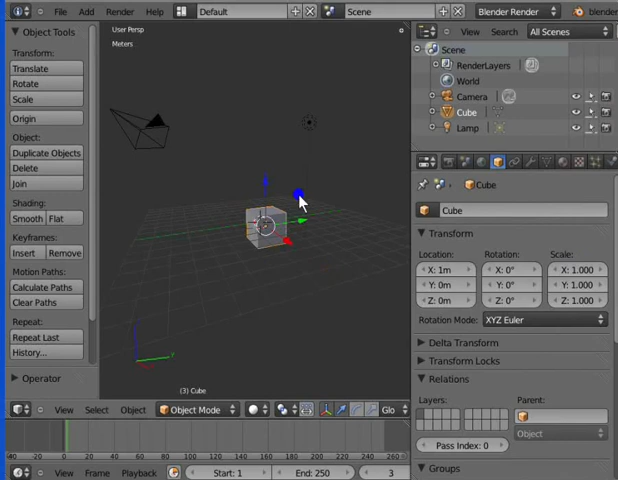 File Add Render Help Default Scene Blender Render
Object Tools
Transform:
Translate
Rotate
Scale
Origin
Object:
Duplicate Objects
Delete
Join
Shading:
Smooth Flat
Keyframes:
Insert Remove
Motion Paths:
Calculate Paths
Clear Paths
Repeat:
Repeat Last
History...
Operator
User Persp
Meters
(3) Cube
View Select Object Object Mode Glo
-40 -20 0 20 40 60 80 100 120 140 160 180 200 220 240 260
View Frame Playback Start: 1 End: 250 3
View Search All Scenes
Scene
RenderLayers
World
Camera
Cube
Lamp
Cube
Cube
Transform
Location: Rotation: Scale:
X: 1m X: 0° X: 1.000
Y: 0m Y: 0° Y: 1.000
Z: 0m Z: 0° Z: 1.000
Rotation Mode: XYZ Euler
Delta Transform
Transform Locks
Relations
Layers: Parent:
Object
Pass Index: 0
Groups